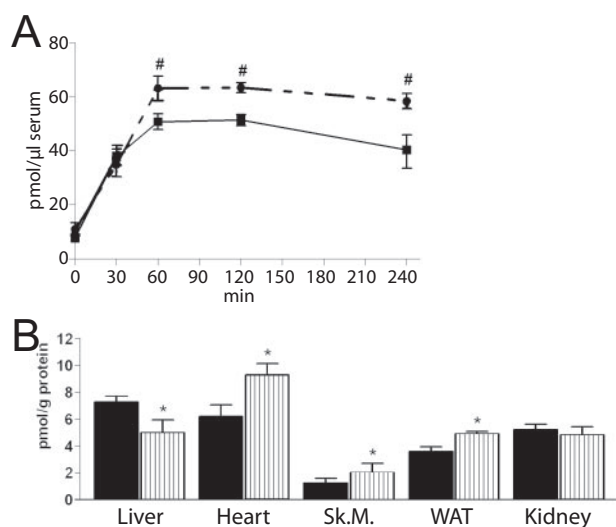 A
80
# # #
60
40
20
0
pmol/µl serum
0 30 60 90 120 150 180 210 240
min
B
12
10
8
6
4
2
0
pmol/g protein
* * * *
Liver Heart Sk.M. WAT Kidney